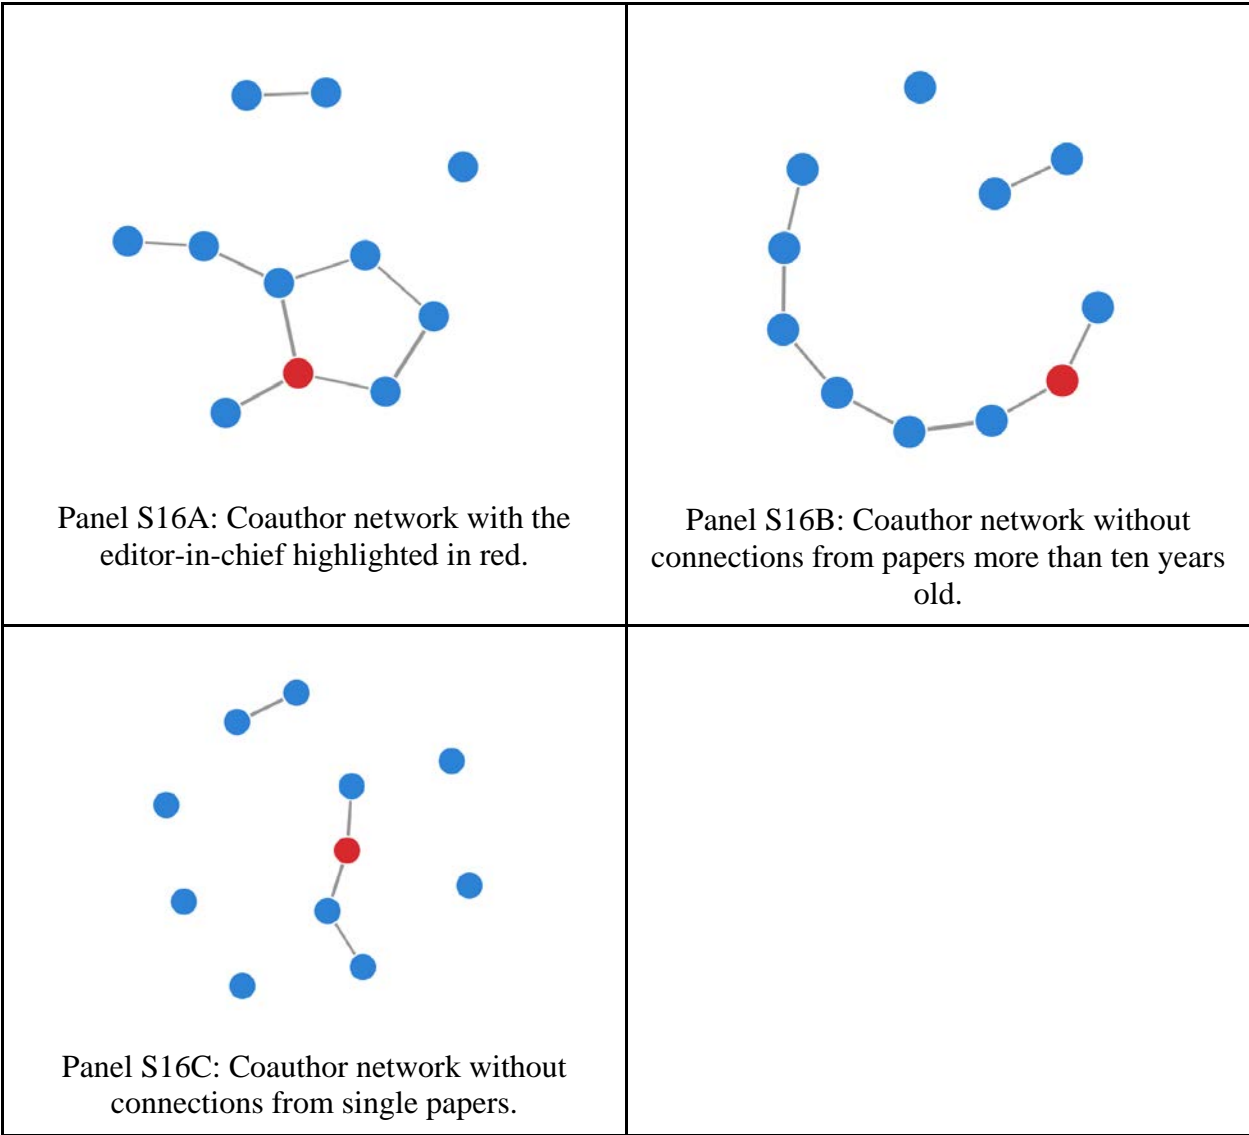 Panel S16A: Coauthor network with the
editor-in-chief highlighted in red.
Panel S16B: Coauthor network without
connections from papers more than ten years
old.
Panel S16C: Coauthor network without
connections from single papers.